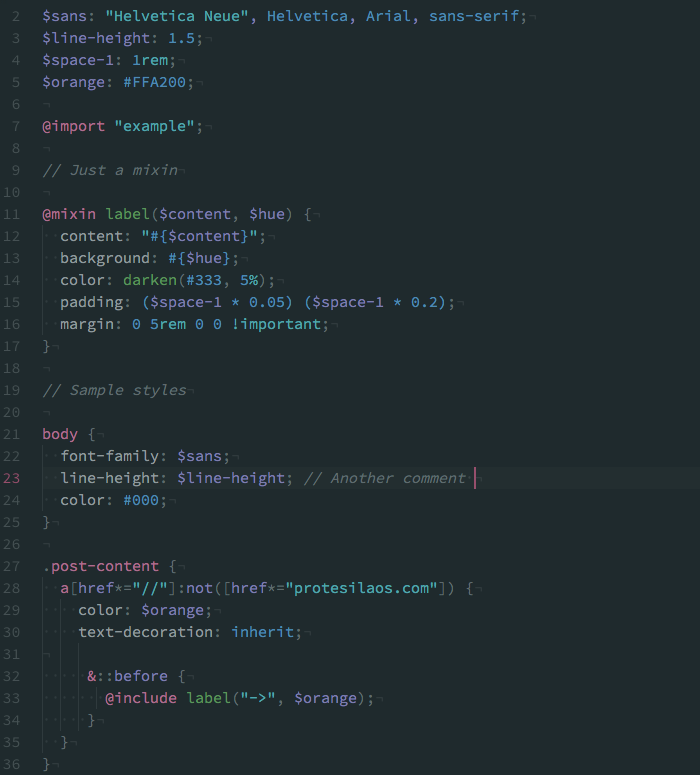 2 $sans: "Helvetica Neue", Helvetica, Arial, sans-serif;¬
3 $line-height: 1.5;¬
4 $space-1: 1rem;¬
5 $orange: #FFA200;¬
6 ¬
7 @import "example";¬
8 ¬
9 // Just a mixin¬
10 ¬
11 @mixin label($content, $hue) {¬
12 ··content: "#{$content}";¬
13 ··background: #{$hue};¬
14 ··color: darken(#333, 5%);¬
15 ··padding: ($space-1 * 0.05) ($space-1 * 0.2);¬
16 ··margin: 0 5rem 0 0 !important;¬
17 }¬
18 ¬
19 // Sample styles¬
20 ¬
21 body {¬
22 ··font-family: $sans;¬
23 ··line-height: $line-height; // Another comment·¬
24 ··color: #000;¬
25 }¬
26 ¬
27 .post-content {¬
28 ··a[href*="//"]:not([href*="protesilaos.com"]) {¬
29 ····color: $orange;¬
30 ····text-decoration: inherit;¬
31 ¬
32 ·····&::before {¬
33 ·······@include label("->", $orange);¬
34 ·····}¬
35 ··}¬
36 }¬